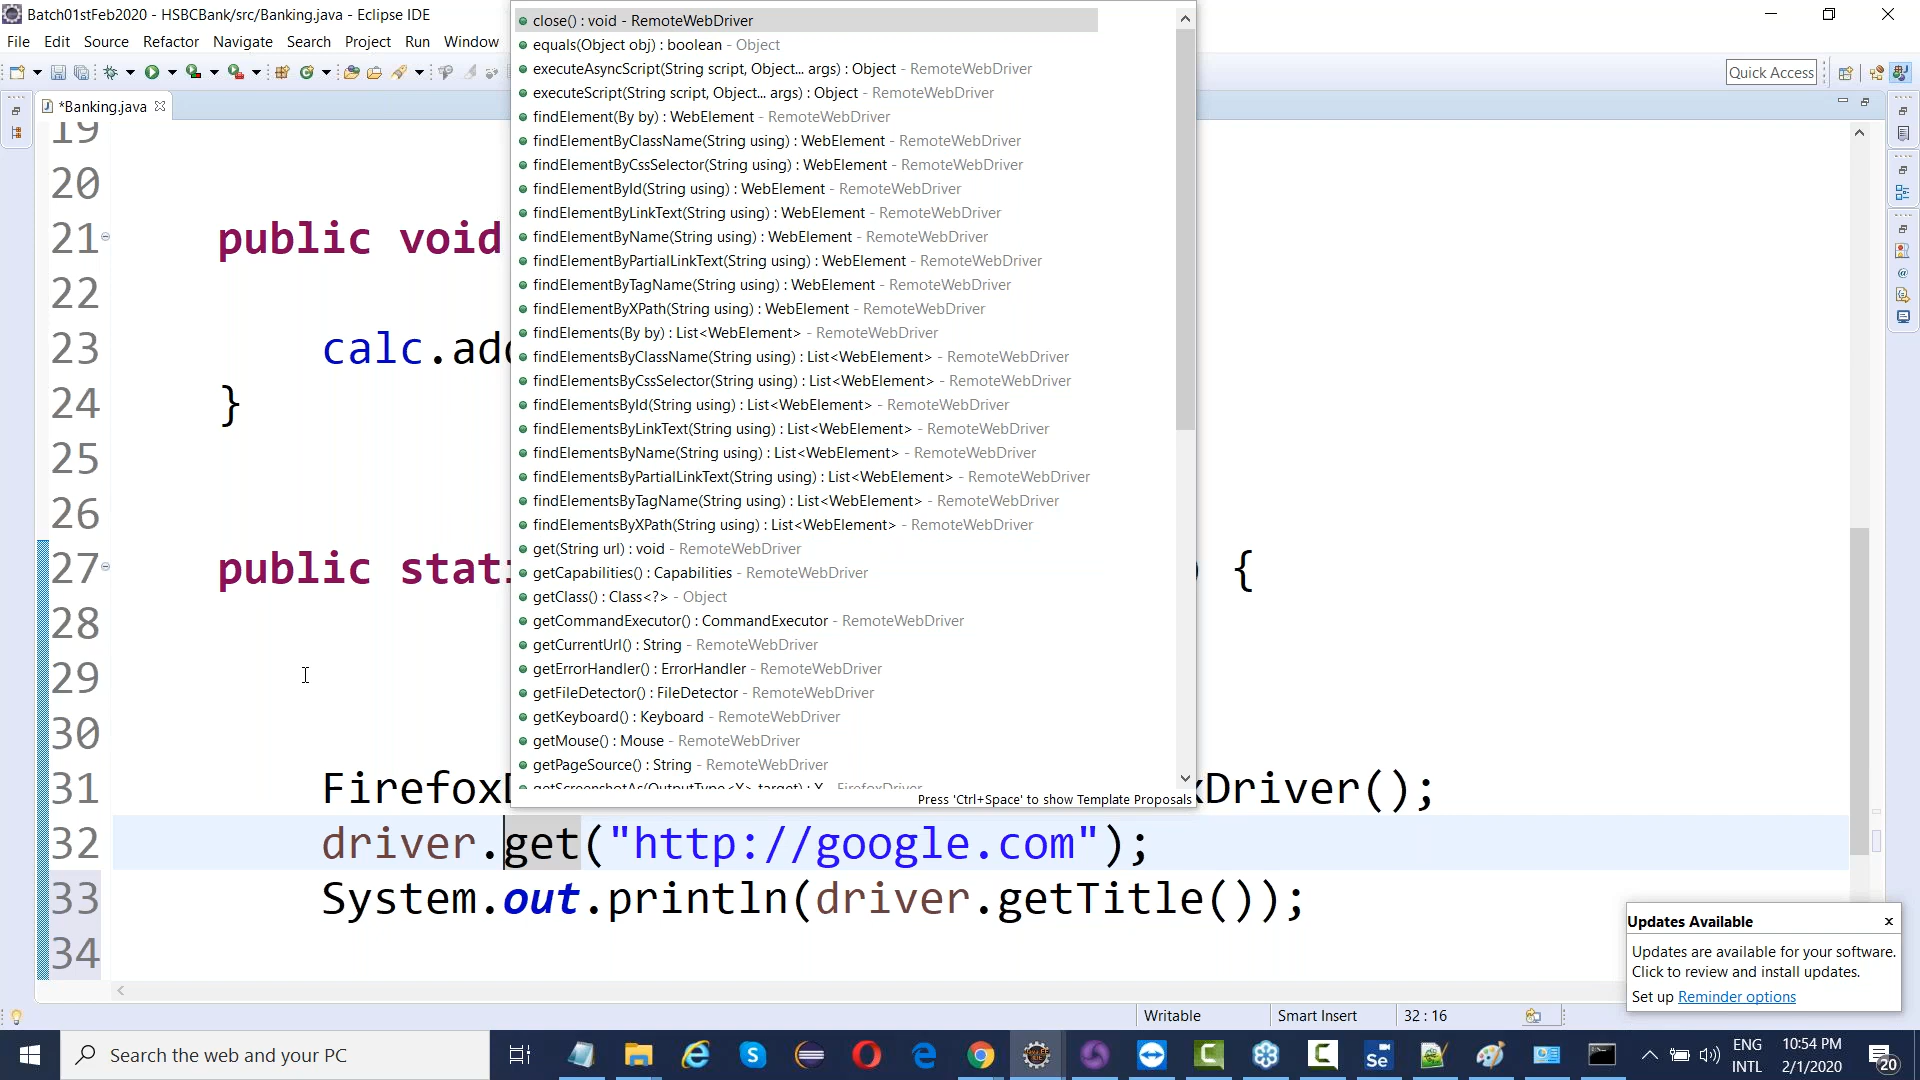 Batch01stFeb2020 - HSBCBank/src/Banking.java - Eclipse IDE
File Edit Source Refactor Navigate Search Project Run Window
Quick Access
*Banking.java
close() : void - RemoteWebDriver
equals(Object obj) : boolean - Object
executeAsyncScript(String script, Object... args) : Object - RemoteWebDriver
executeScript(String script, Object... args) : Object - RemoteWebDriver
findElement(By by) : WebElement - RemoteWebDriver
findElementByClassName(String using) : WebElement - RemoteWebDriver
findElementByCssSelector(String using) : WebElement - RemoteWebDriver
findElementById(String using) : WebElement - RemoteWebDriver
findElementByLinkText(String using) : WebElement - RemoteWebDriver
findElementByName(String using) : WebElement - RemoteWebDriver
findElementByPartialLinkText(String using) : WebElement - RemoteWebDriver
findElementByTagName(String using) : WebElement - RemoteWebDriver
findElementByXPath(String using) : WebElement - RemoteWebDriver
findElements(By by) : List<WebElement> - RemoteWebDriver
findElementsByClassName(String using) : List<WebElement> - RemoteWebDriver
findElementsByCssSelector(String using) : List<WebElement> - RemoteWebDriver
findElementsById(String using) : List<WebElement> - RemoteWebDriver
findElementsByLinkText(String using) : List<WebElement> - RemoteWebDriver
findElementsByName(String using) : List<WebElement> - RemoteWebDriver
findElementsByPartialLinkText(String using) : List<WebElement> - RemoteWebDriver
findElementsByTagName(String using) : List<WebElement> - RemoteWebDriver
findElementsByXPath(String using) : List<WebElement> - RemoteWebDriver
get(String url) : void - RemoteWebDriver
getCapabilities() : Capabilities - RemoteWebDriver
getClass() : Class<?> - Object
getCommandExecutor() : CommandExecutor - RemoteWebDriver
getCurrentUrl() : String - RemoteWebDriver
getErrorHandler() : ErrorHandler - RemoteWebDriver
getFileDetector() : FileDetector - RemoteWebDriver
getKeyboard() : Keyboard - RemoteWebDriver
getMouse() : Mouse - RemoteWebDriver
getPageSource() : String - RemoteWebDriver
getScreenshotAs(OutputType<X> target) : X - FirefoxDriver
Press 'Ctrl+Space' to show Template Proposals
19
20
21 public void
22
23 calc.add
24 }
25
26
27 public stati ) {
28
29
30
31 FirefoxD xDriver();
32 driver.get("http://google.com");
33 System.out.println(driver.getTitle());
34
Updates Available
Updates are available for your software.
Click to review and install updates.
Set up Reminder options
Writable Smart Insert 32 : 16
Search the web and your PC
Se
ENG
INTL
10:54 PM
2/1/2020
20